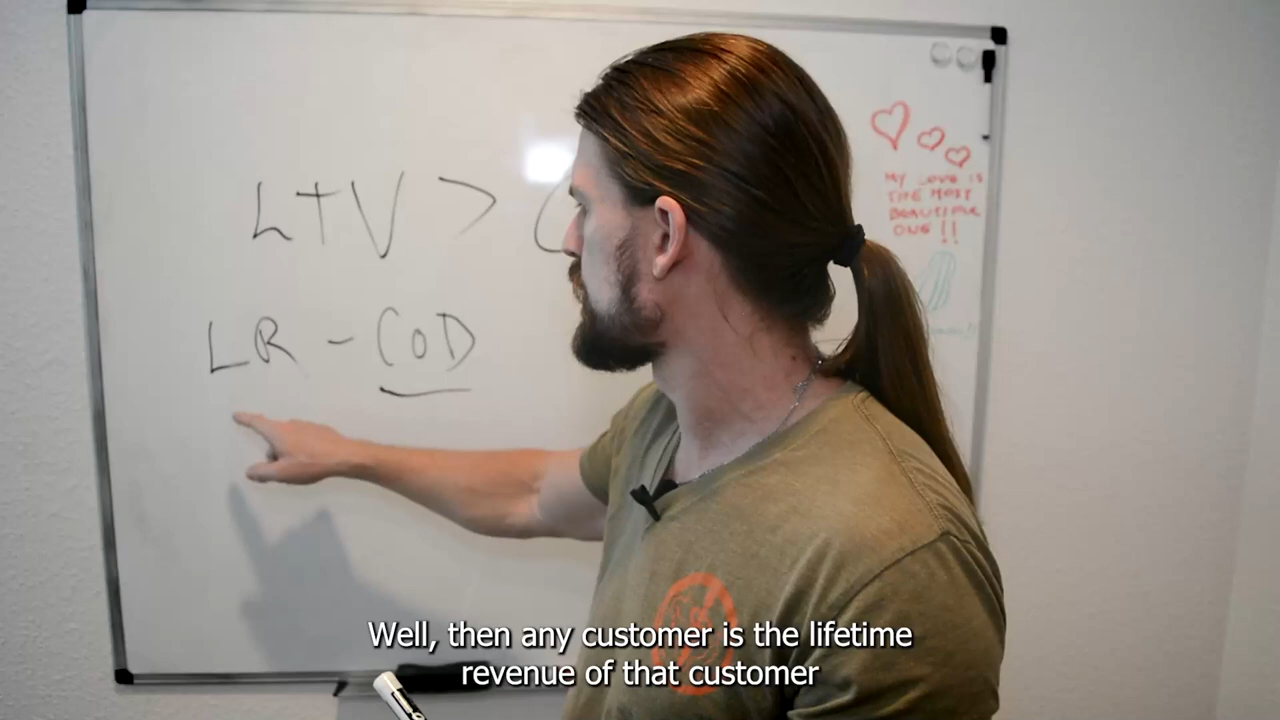 LTV > C
LR - COD
MY LOVE IS
THE MOST
BEAUTIFUL
ONE!!
Well, then any customer is the lifetime
revenue of that customer